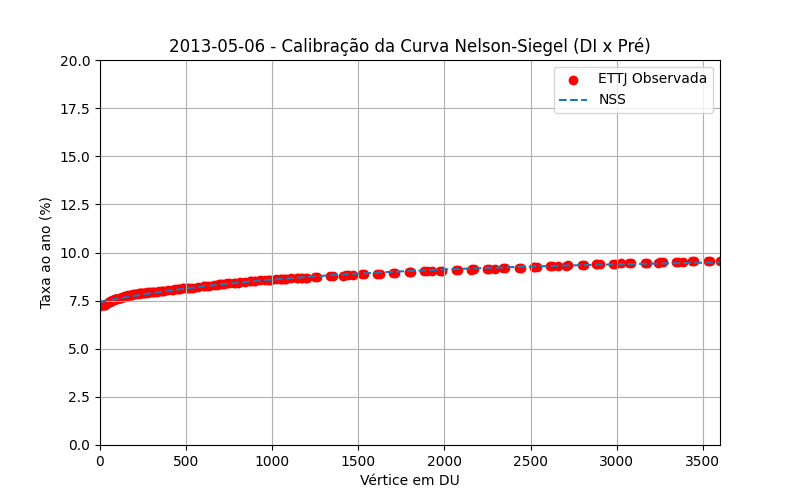 2013-05-06 - Calibração da Curva Nelson-Siegel (DI x Pré)
ETTJ Observada
NSS
Taxa ao ano (%)
20.0
17.5
15.0
12.5
10.0
7.5
5.0
2.5
0.0
0 500 1000 1500 2000 2500 3000 3500
Vértice em DU